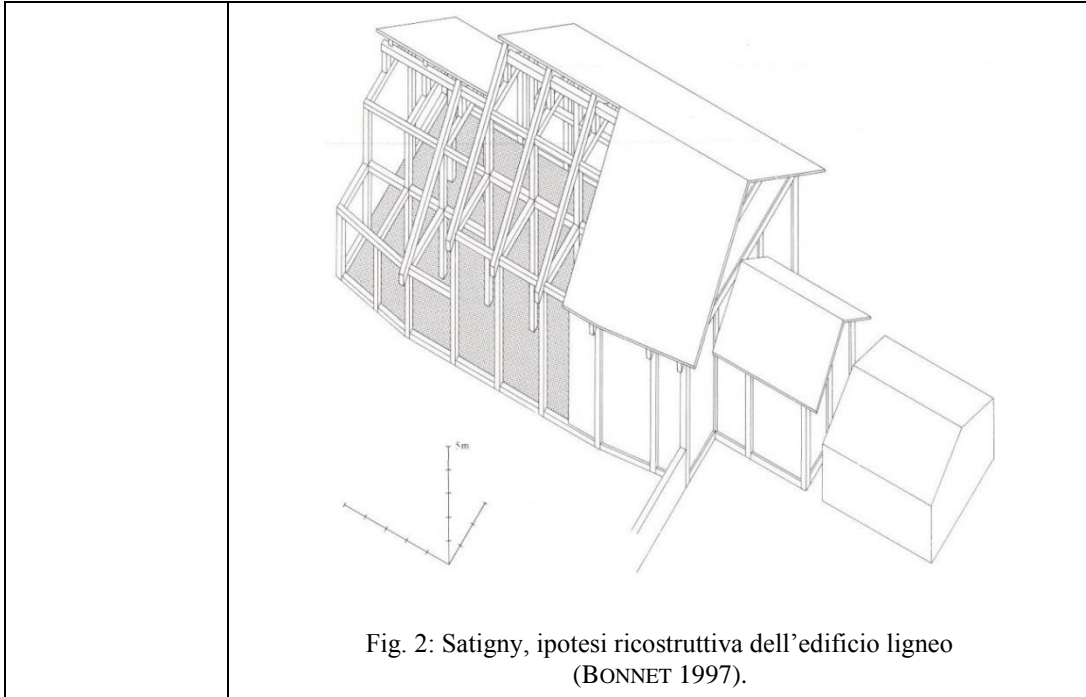 5m
Fig. 2: Satigny, ipotesi ricostruttiva dell’edificio ligneo
(BONNET 1997).